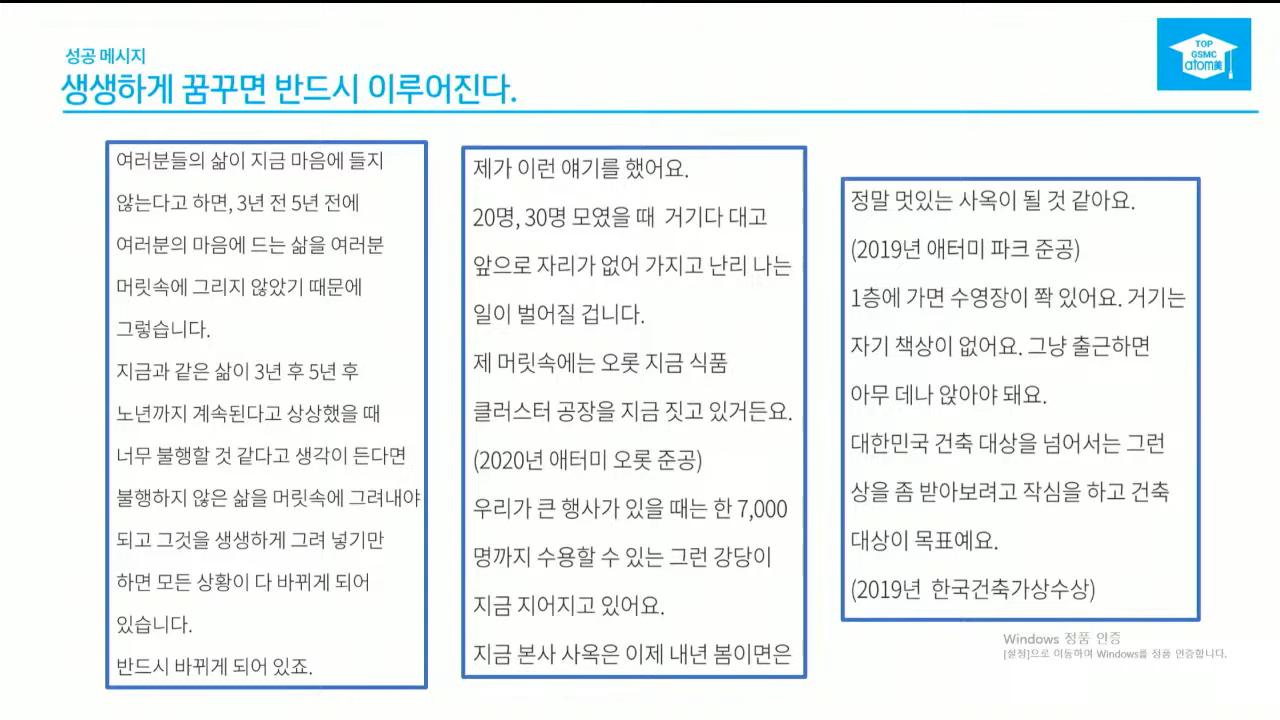 성공 메시지
생생하게 꿈꾸면 반드시 이루어진다.
TOP
GSMC
atom美
여러분들의 삶이 지금 마음에 들지
않는다고 하면, 3년 전 5년 전에
여러분의 마음에 드는 삶을 여러분
머릿속에 그리지 않았기 때문에
그렇습니다.
지금과 같은 삶이 3년 후 5년 후
노년까지 계속된다고 상상했을 때
너무 불행할 것 같다고 생각이 든다면
불행하지 않은 삶을 머릿속에 그려내야
되고 그것을 생생하게 그려 넣기만
하면 모든 상황이 다 바뀌게 되어
있습니다.
반드시 바뀌게 되어 있죠.
제가 이런 얘기를 했어요.
20명, 30명 모였을 때 거기다 대고
앞으로 자리가 없어 가지고 난리 나는
일이 벌어질 겁니다.
제 머릿속에는 오롯 지금 식품
클러스터 공장을 지금 짓고 있거든요.
(2020년 애터미 오롯 준공)
우리가 큰 행사가 있을 때는 한 7,000
명까지 수용할 수 있는 그런 강당이
지금 지어지고 있어요.
지금 본사 사옥은 이제 내년 봄이면은
정말 멋있는 사옥이 될 것 같아요.
(2019년 애터미 파크 준공)
1층에 가면 수영장이 쫙 있어요. 거기는
자기 책상이 없어요. 그냥 출근하면
아무 데나 앉아야 돼요.
대한민국 건축 대상을 넘어서는 그런
상을 좀 받아보려고 작심을 하고 건축
대상이 목표예요.
(2019년 한국건축가상수상)
Windows 정품 인증
[설정]으로 이동하여 Windows를 정품 인증합니다.